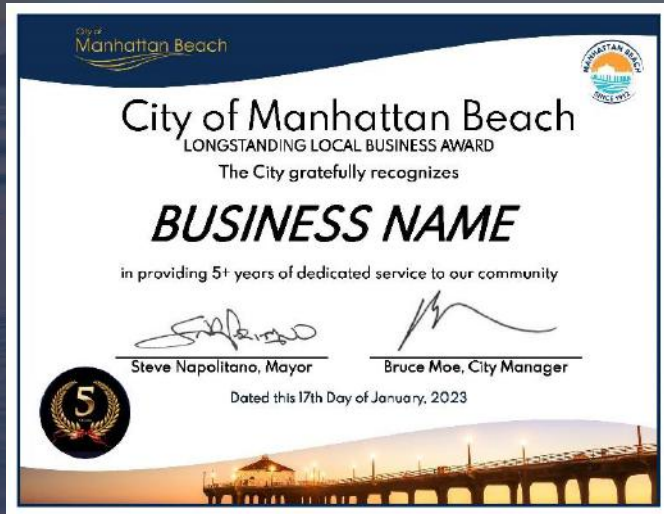 City of
Manhattan Beach
MANHATTAN BEACH
SINCE 1912
City of Manhattan Beach
LONGSTANDING LOCAL BUSINESS AWARD
The City gratefully recognizes
BUSINESS NAME
in providing 5+ years of dedicated service to our community
Steve Napolitano, Mayor
Bruce Moe, City Manager
Dated this 17th Day of January, 2023
5